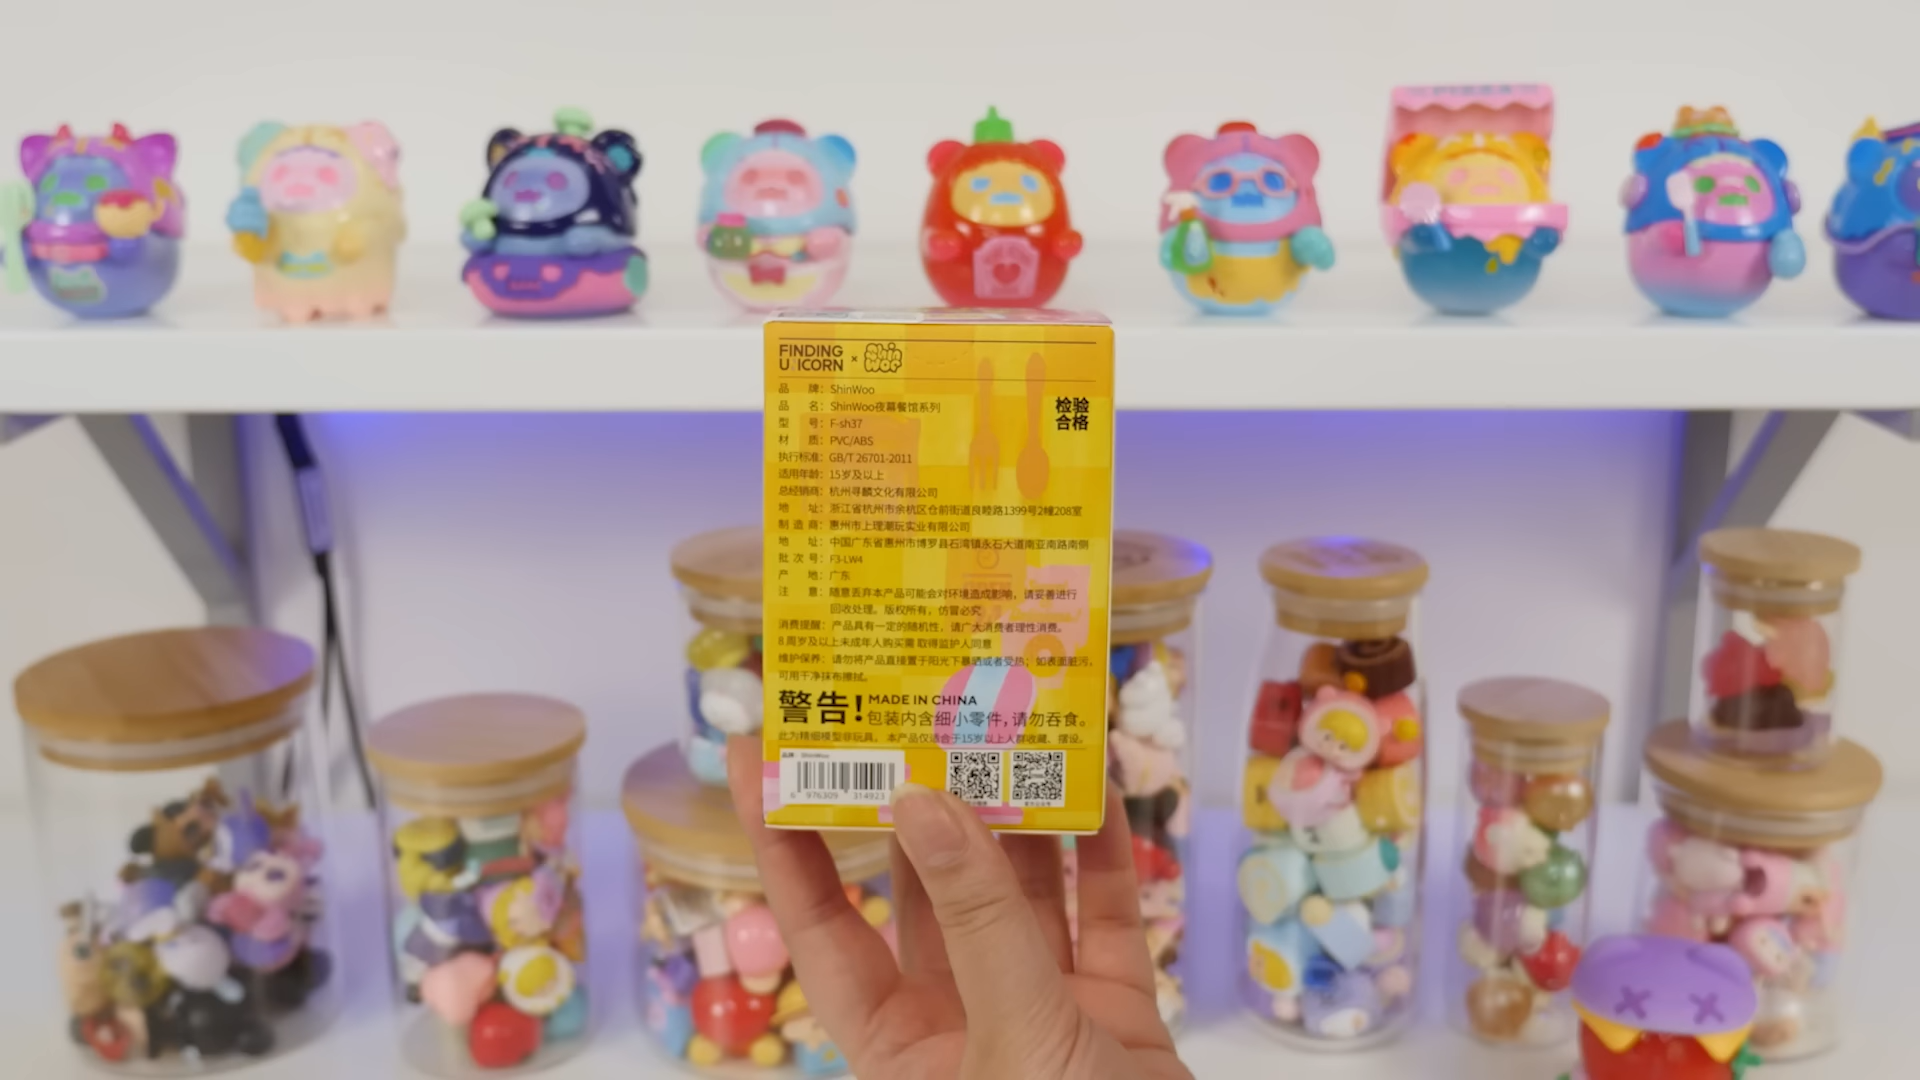 FINDING
UNICORN
×
Shin
Woo
品 牌：ShinWoo
品 名：ShinWoo夜幕餐馆系列
型 号：F-sh37
材 质：PVC/ABS
执行标准：GB/T 26701-2011
适用年龄：15岁及以上
总经销商：杭州寻麟文化有限公司
地 址：浙江省杭州市余杭区仓前街道良睦路1399号2幢208室
制 造 商：惠州市上理潮玩实业有限公司
地 址：中国广东省惠州市博罗县石湾镇永石大道南亚南路南侧
批 次 号：F3-LW4
产 地：广东
注 意：随意丢弃本产品可能会对环境造成影响，请妥善进行
回收处理。版权所有，仿冒必究
消费提醒：产品具有一定的随机性，请广大消费者理性消费。
8 周岁及以上未成年人购买需 取得监护人同意
维护保养：请勿将产品直接置于阳光下暴晒或者受热；如表面脏污，
可用干净抹布擦拭。
检验
合格
警告!
MADE IN CHINA
包装内含细小零件，请勿吞食。
此为精细模型非玩具， 本产品仅适合于15岁以上人群收藏、摆设。
品牌：ShinWoo
6 976309 314923